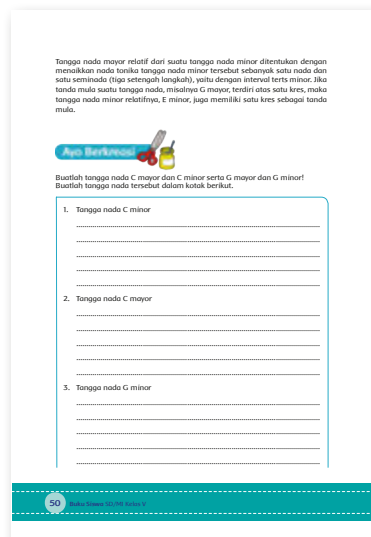 Tangga nada mayor relatif dari suatu tangga nada minor ditentukan dengan
menaikkan nada tonika tangga nada minor tersebut sebanyak satu nada dan
satu seminada (tiga setengah langkah), yaitu dengan interval terts minor. Jika
tanda mula suatu tangga nada, misalnya G mayor, terdiri atas satu kres, maka
tangga nada minor relatifnya, E minor, juga memiliki satu kres sebagai tanda
mula.
Ayo Berkreasi
Buatlah tangga nada C mayor dan C minor serta G mayor dan G minor!
Buatlah tangga nada tersebut dalam kotak berikut.
1. Tangga nada C minor
2. Tangga nada C mayor
3. Tangga nada G minor
50 Buku Siswa SD/MI Kelas V